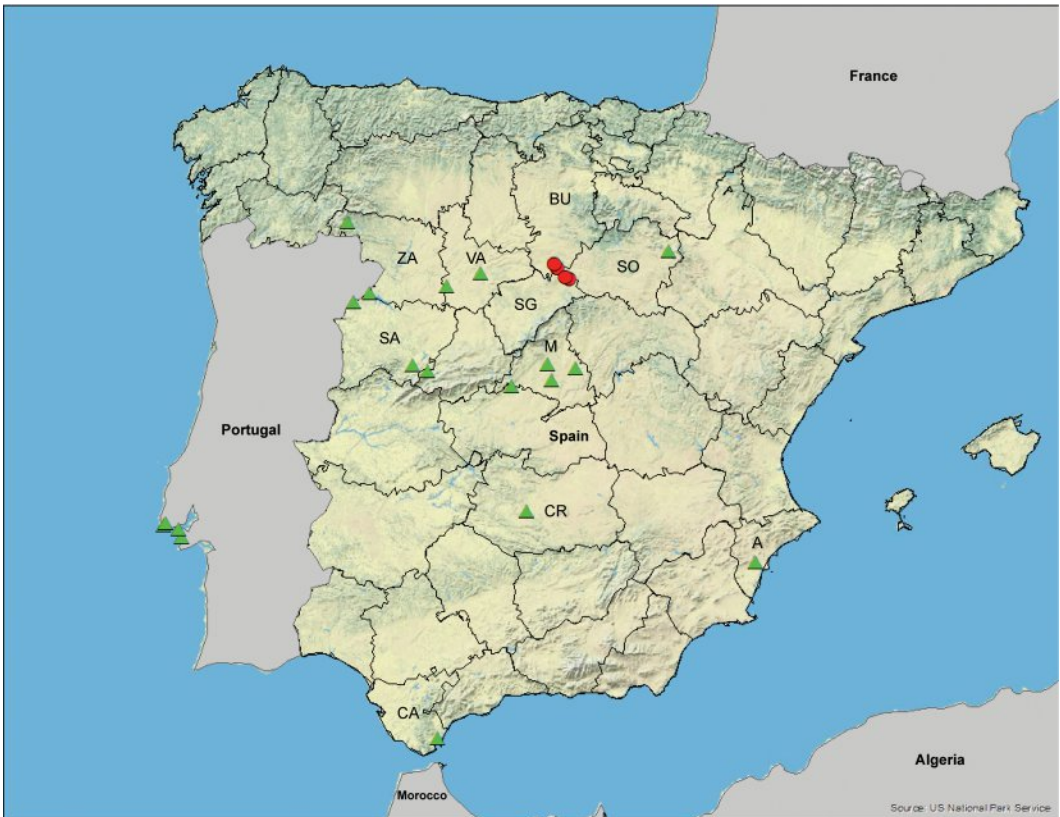 France
BU
ZA
VA
SO
SG
SA
M
Portugal
Spain
CR
A
CA
Algeria
Morocco
Source: US National Park Service